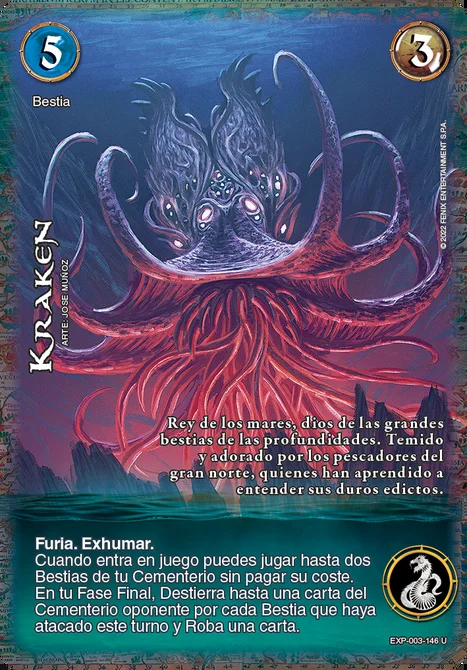 5
3
Bestia
© 2022 FENIX ENTERTAINMENT S.P.A.
KRAKEN
ARTE: JOSE MUÑOZ
Rey de los mares, dios de las grandes
bestias de las profundidades. Temido
y adorado por los pescadores del
gran norte, quienes han aprendido a
entender sus duros edictos.
Furia. Exhumar.
Cuando entra en juego puedes jugar hasta dos
Bestias de tu Cementerio sin pagar su coste.
En tu Fase Final, Destierra hasta una carta del
Cementerio oponente por cada Bestia que haya
atacado este turno y Roba una carta.
EXP-003-146 U